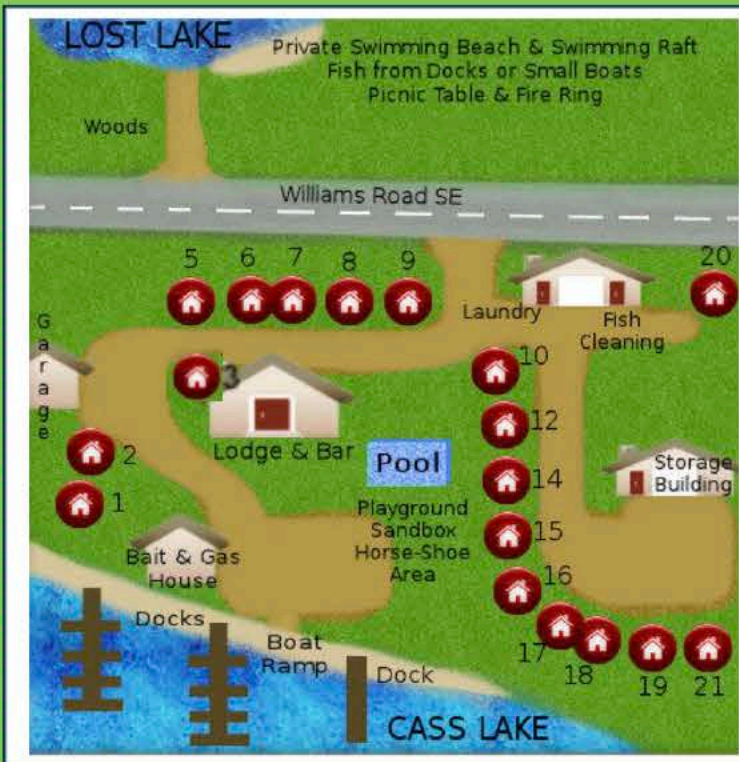 LOST LAKE
Private Swimming Beach & Swimming Raft
Fish from Docks or Small Boats
Picnic Table & Fire Ring
Woods
Williams Road SE
5
6
7
8
9
20
Laundry
Fish
Cleaning
Garage
3
10
Lodge & Bar
12
2
Pool
Storage
Building
14
1
Playground
Sandbox
Horse-Shoe
Area
15
Bait & Gas
House
16
Docks
Boat
Ramp
Dock
17
18
19
21
CASS LAKE